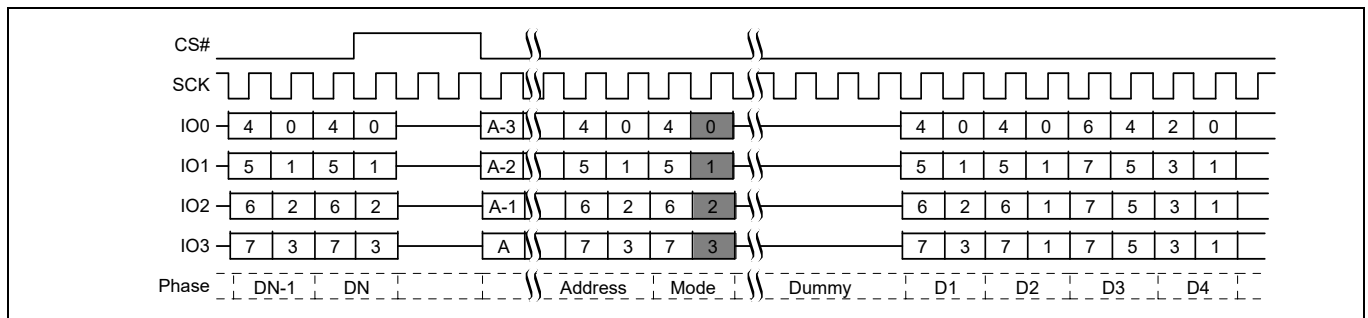 CS#
SCK
IO0 4 0 4 0 A-3 4 0 4 0 4 0 4 0 6 4 2 0
IO1 5 1 5 1 A-2 5 1 5 1 5 1 5 1 7 5 3 1
IO2 6 2 6 2 A-1 6 2 6 2 6 2 6 1 7 5 3 1
IO3 7 3 7 3 A 7 3 7 3 7 3 7 1 7 5 3 1
Phase DN-1 DN Address Mode Dummy D1 D2 D3 D4